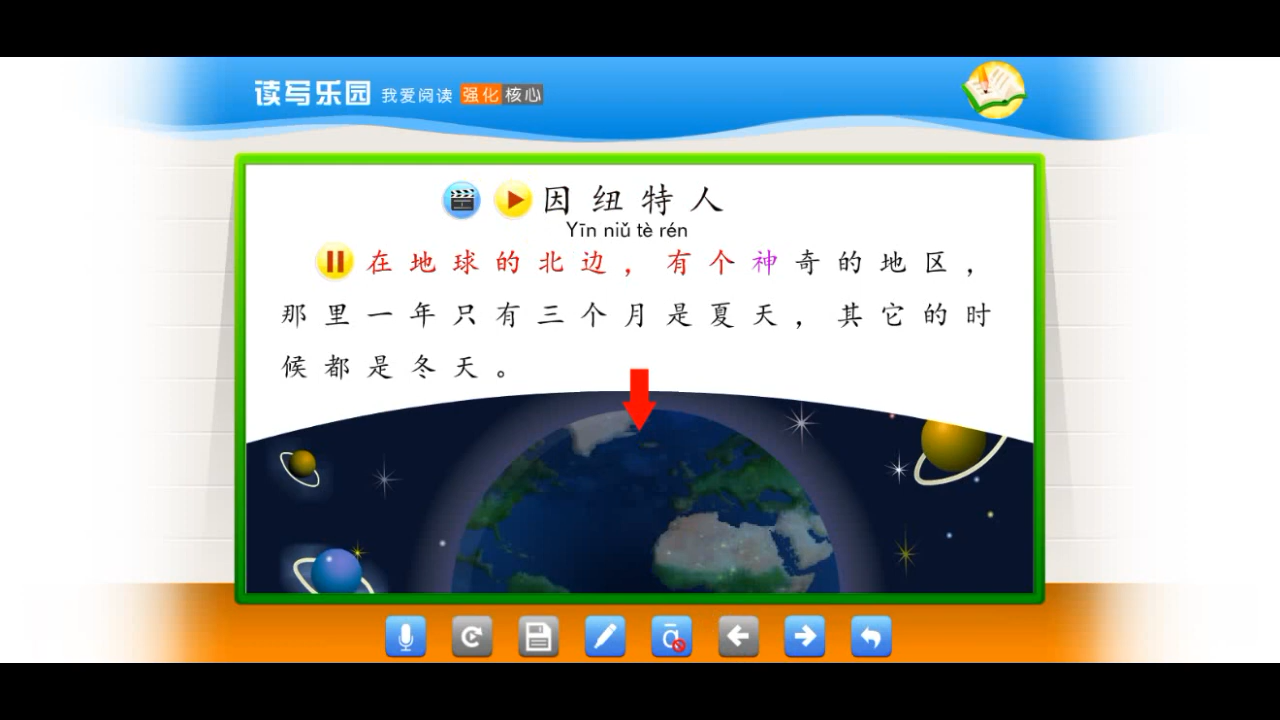 读写乐园 我爱阅读 强化核心
因纽特人
Yīn niǔ tè rén
在地球的北边，有个神奇的地区，
那里一年只有三个月是夏天，其它的时
候都是冬天。